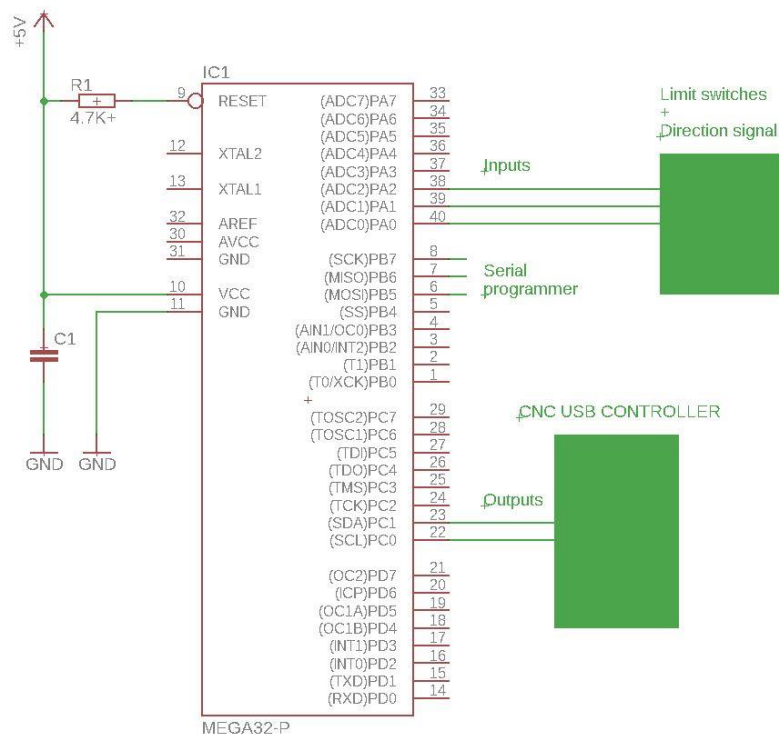 +5V
R1
4.7K
IC1
9 RESET
12 XTAL2
13 XTAL1
32 AREF
30 AVCC
31 GND
10 VCC
11 GND
C1
GND
GND
(ADC7)PA7 33
(ADC6)PA6 34
(ADC5)PA5 35
(ADC4)PA4 36
(ADC3)PA3 37
(ADC2)PA2 38
(ADC1)PA1 39
(ADC0)PA0 40
(SCK)PB7 8
(MISO)PB6 7
(MOSI)PB5 6
(SS)PB4 5
(AIN1/OC0)PB3 4
(AIN0/INT2)PB2 3
(T1)PB1 2
(T0/XCK)PB0 1
(TOSC2)PC7 29
(TOSC1)PC6 28
(TDI)PC5 27
(TDO)PC4 26
(TMS)PC3 25
(TCK)PC2 24
(SDA)PC1 23
(SCL)PC0 22
(OC2)PD7 21
(ICP)PD6 20
(OC1A)PD5 19
(OC1B)PD4 18
(INT1)PD3 17
(INT0)PD2 16
(TXD)PD1 15
(RXD)PD0 14
MEGA32-P
Limit switches
+
Direction signal
Inputs
Serial
programmer
CNC USB CONTROLLER
Outputs